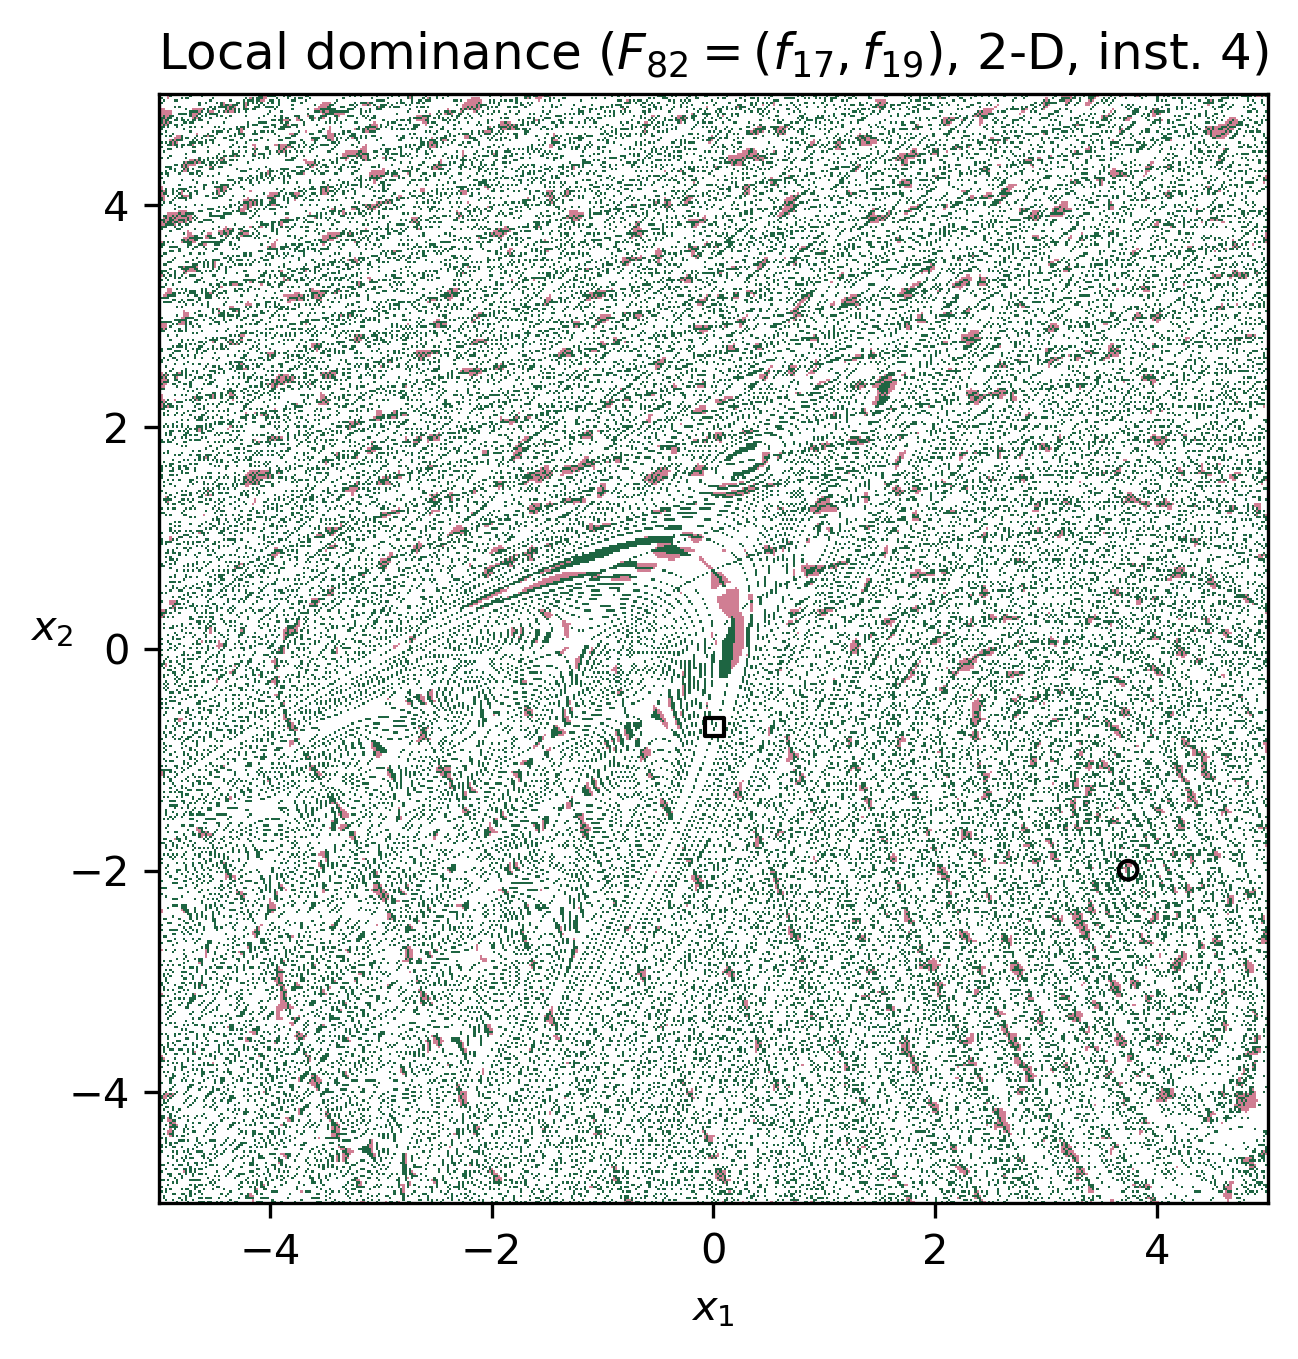 Local dominance (F₈₂ = (f₁₇, f₁₉), 2-D, inst. 4)
4
2
x₂
0
−2
−4
−4 −2 0 2 4
x₁